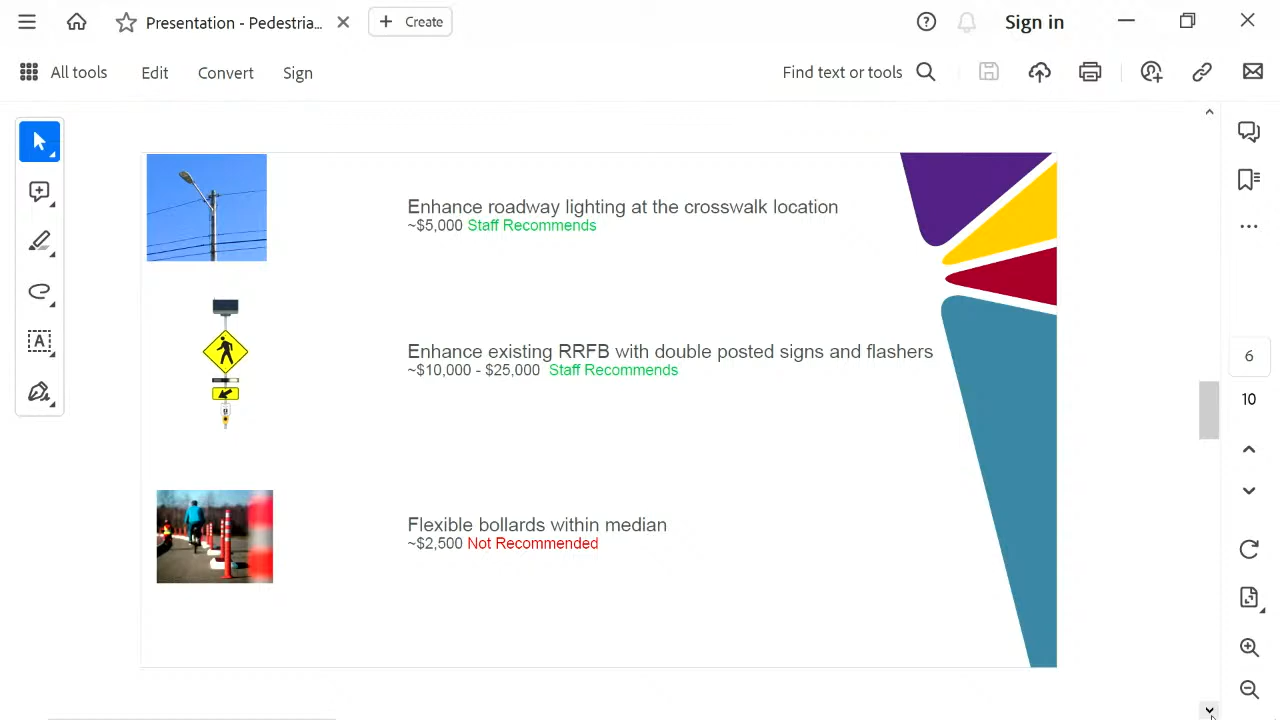 Presentation - Pedestria...
Create
Sign in
All tools
Edit
Convert
Sign
Find text or tools
Enhance roadway lighting at the crosswalk location
~$5,000 Staff Recommends
Enhance existing RRFB with double posted signs and flashers
~$10,000 - $25,000 Staff Recommends
Flexible bollards within median
~$2,500 Not Recommended
6
10
A